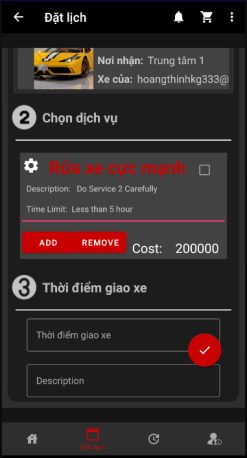 Đặt lịch
Nơi nhận: Trung tâm 1
Xe của: hoangthinhkg333@
2 Chọn dịch vụ
Rửa xe cực mạnh
Description: Do Service 2 Carefully
Time Limit: Less than 5 hour
ADD REMOVE Cost: 200000
3 Thời điểm giao xe
Thời điểm giao xe
Description
Đặt lịch